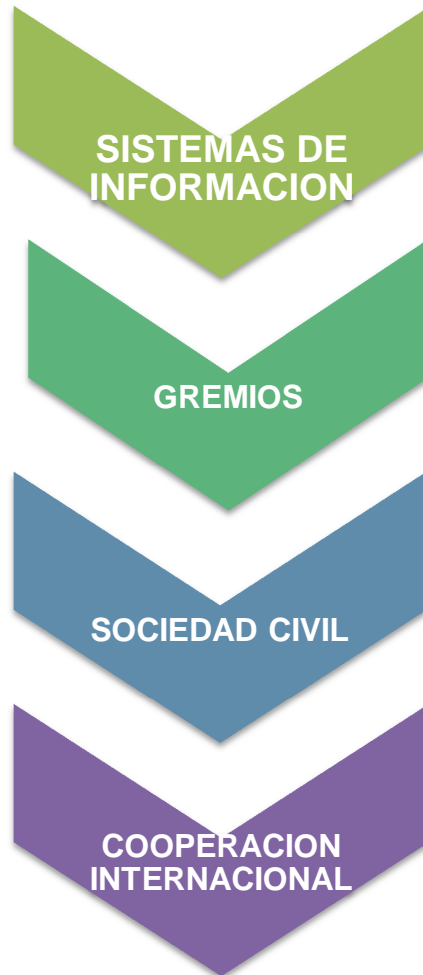 SISTEMAS DE
INFORMACION
GREMIOS
SOCIEDAD CIVIL
COOPERACION
INTERNACIONAL